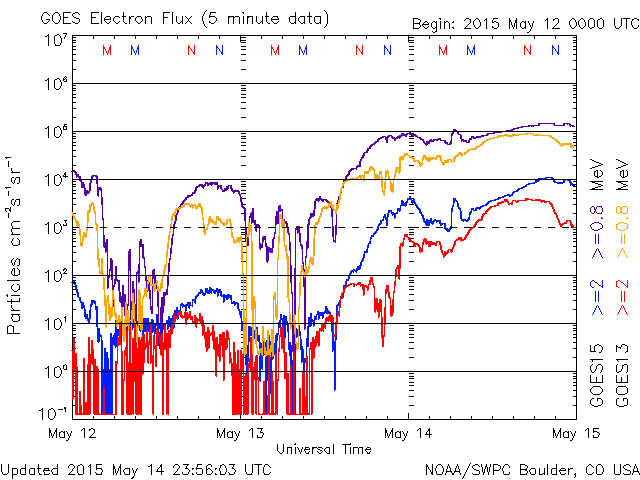 GOES Electron Flux (5 minute data)
Begin: 2015 May 12 0000 UTC
10⁷
10⁶
10⁵
10⁴
10³
10²
10¹
10⁰
10⁻¹
M M N N M M N N M M N N
Particles cm⁻²s⁻¹sr⁻¹
May 12 May 13 May 14 May 15
Universal Time
GOES15 >=2 >=0.8 MeV
GOES13 >=2 >=0.8 MeV
Updated 2015 May 14 23:56:03 UTC
NOAA/SWPC Boulder, CO USA